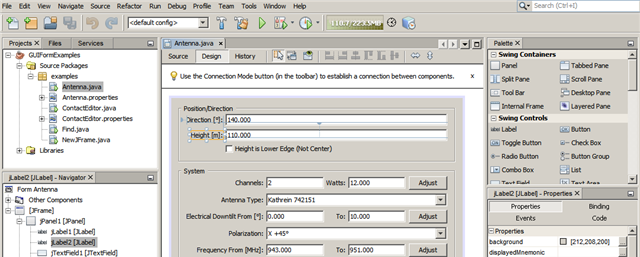 File Edit View Navigate Source Refactor Run Debug Profile Team Tools Window Help
Search (Ctrl+I)
<default config>
Projects Files Services
GUIFormExamples
Source Packages
examples
Antenna.java
Antenna.properties
ContactEditor.java
ContactEditor.properties
Find.java
NewJFrame.java
Libraries
jLabel2 [JLabel] - Navigator
Form Antenna
Other Components
[JFrame]
jPanel1 [JPanel]
jLabel1 [JLabel]
jLabel2 [JLabel]
jTextField1 [JTextField]
Antenna.java
Source Design History
Use the Connection Mode button (in the toolbar) to establish a connection between components.
Position/Direction
Direction [°]: 140.000
Height [m]: 110.000
Height is Lower Edge (Not Center)
System
Channels: 2 Watts: 12.000 Adjust
Antenna Type: Kathrein 742151
Electrical Downtilt From [°]: 0.000 To: 10.000 Adjust
Polarization: X +45°
Frequency From [MHz]: 943.000 To: 951.000 Adjust
Palette
Swing Containers
Panel Tabbed Pane
Split Pane Scroll Pane
Tool Bar Desktop Pane
Internal Frame Layered Pane
Swing Controls
Label Button
Toggle Button Check Box
Radio Button Button Group
Combo Box List
Text Field Text Area
jLabel2 [JLabel] - Properties
Properties Binding
Events Code
Properties
background [212,208,200]
displayedMnemonic